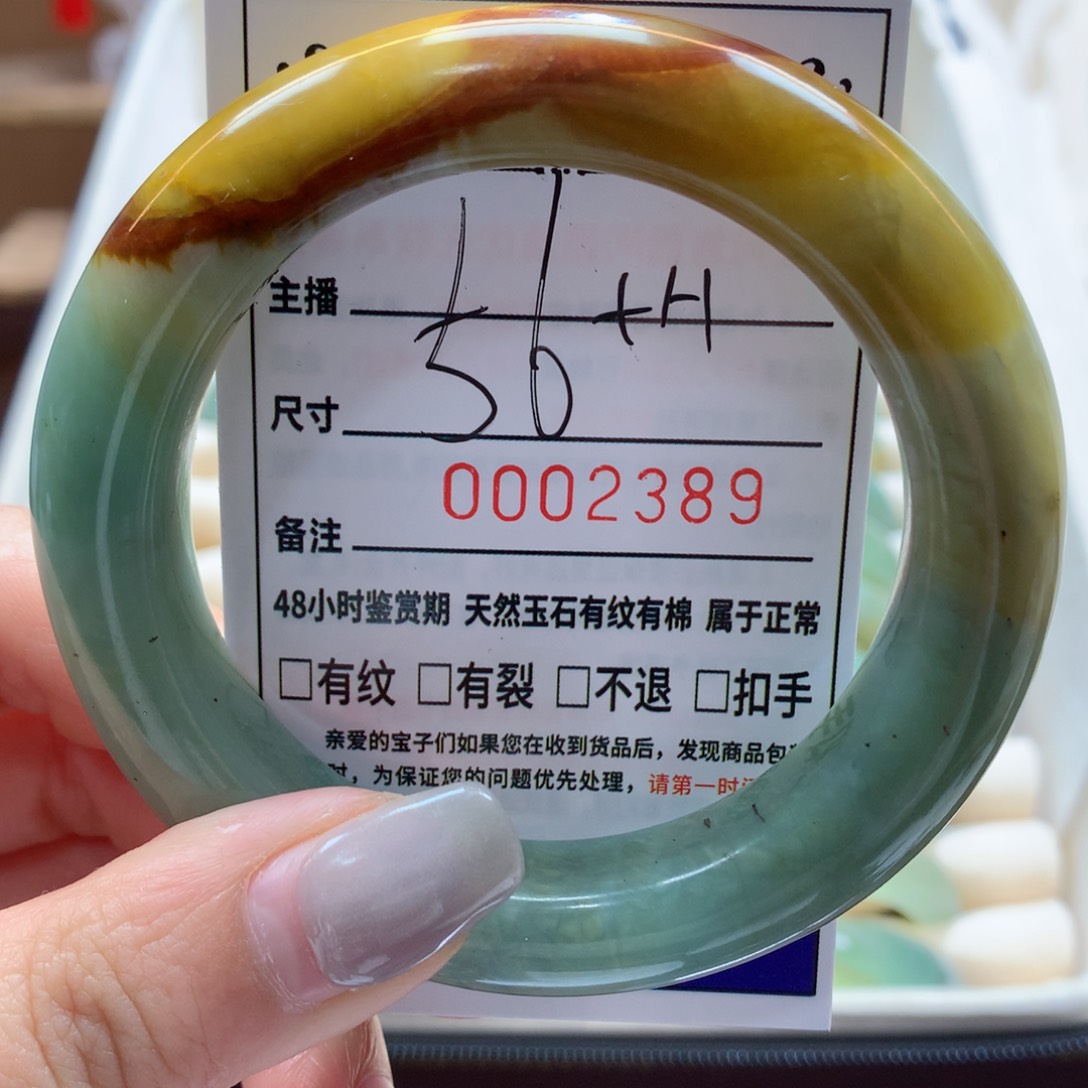 主播
尺寸 56+H
0002389
备注
48小时鉴赏期 天然玉石有纹有棉 属于正常
□有纹 □有裂 □不退 □扣手
亲爱的宝子们如果您在收到货品后,发现商品包
时,为保证您的问题优先处理,请第一时